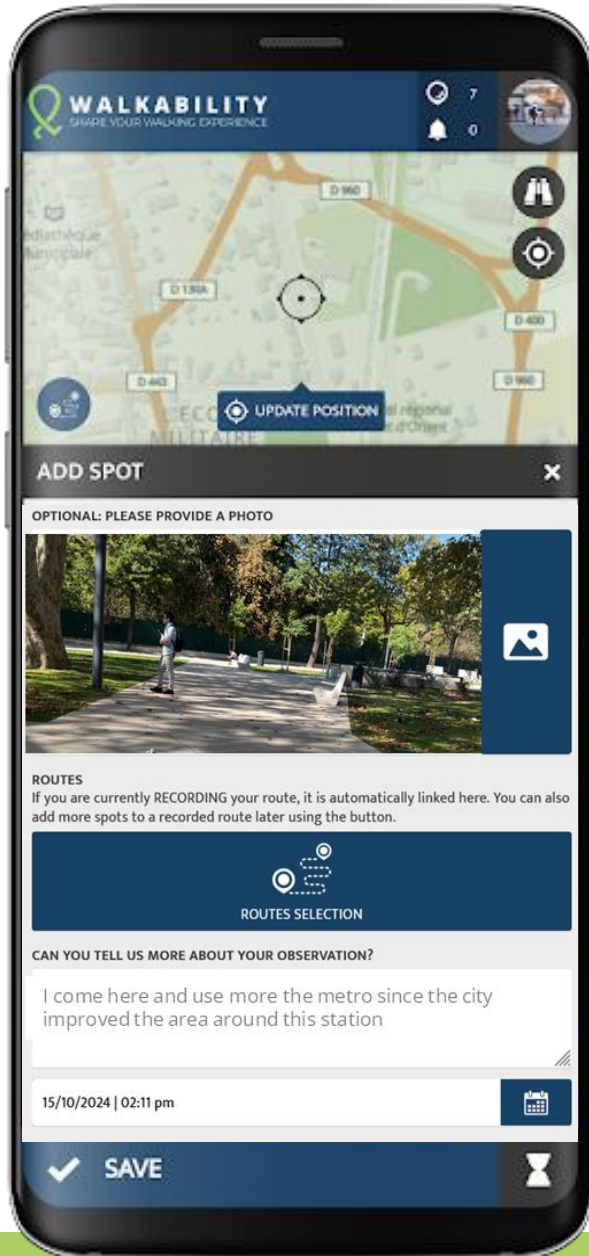 WALKABILITY
SHARE YOUR WALKING EXPERIENCE
7
0
D 960
D 130A
D 400
D 443
D 960
UPDATE POSITION
MILITAIRE
ADD SPOT
OPTIONAL: PLEASE PROVIDE A PHOTO
ROUTES
If you are currently RECORDING your route, it is automatically linked here. You can also
add more spots to a recorded route later using the button.
ROUTES SELECTION
CAN YOU TELL US MORE ABOUT YOUR OBSERVATION?
I come here and use more the metro since the city
improved the area around this station
15/10/2024 | 02:11 pm
SAVE